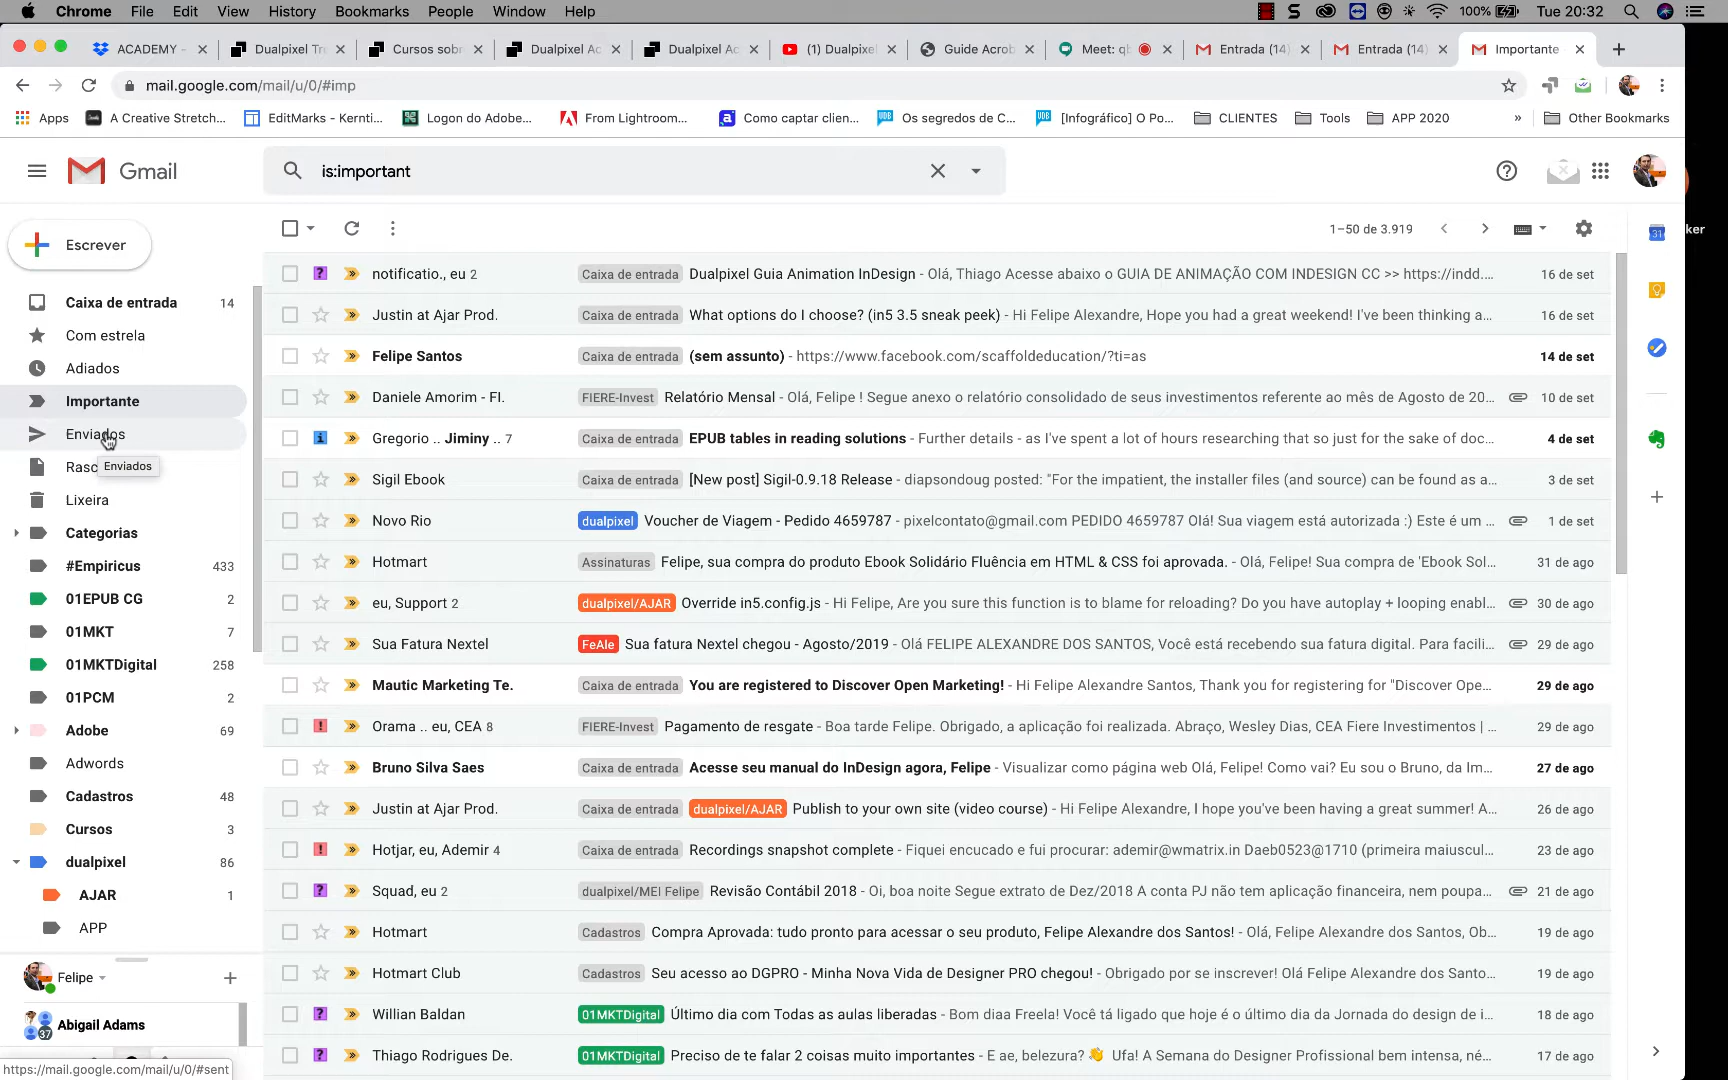 Chrome File Edit View History Bookmarks People Window Help 100% Tue 20:32
ACADEMY - Dualpixel Tre Cursos sobr Dualpixel Ac Dualpixel Ac (1) Dualpixel Guide Acrob Meet: qb Entrada (14) Entrada (14) Importante
mail.google.com/mail/u/0/#imp
Apps A Creative Stretch... EditMarks - Kernti... Logon do Adobe... From Lightroom... Como captar clien... Os segredos de C... [Infográfico] O Po... CLIENTES Tools APP 2020 » Other Bookmarks
Gmail is:important
ker
Escrever 1–50 de 3.919
Caixa de entrada 14
Com estrela
Adiados
Importante
Enviados
Rasc Enviados
Lixeira
Categorias
#Empiricus 433
01EPUB CG 2
01MKT 7
01MKTDigital 258
01PCM 2
Adobe 69
Adwords
Cadastros 48
Cursos 3
dualpixel 86
AJAR 1
APP
Felipe
Abigail Adams
37
https://mail.google.com/mail/u/0/#sent
notificatio., eu 2 Caixa de entrada Dualpixel Guia Animation InDesign - Olá, Thiago Acesse abaixo o GUIA DE ANIMAÇÃO COM INDESIGN CC >> https://indd.... 16 de set
Justin at Ajar Prod. Caixa de entrada What options do I choose? (in5 3.5 sneak peek) - Hi Felipe Alexandre, Hope you had a great weekend! I've been thinking a... 16 de set
Felipe Santos Caixa de entrada (sem assunto) - https://www.facebook.com/scaffoldeducation/?ti=as 14 de set
Daniele Amorim - FI. FIERE-Invest Relatório Mensal - Olá, Felipe ! Segue anexo o relatório consolidado de seus investimentos referente ao mês de Agosto de 20... 10 de set
Gregorio .. Jiminy .. 7 Caixa de entrada EPUB tables in reading solutions - Further details - as I've spent a lot of hours researching that so just for the sake of doc... 4 de set
Sigil Ebook Caixa de entrada [New post] Sigil-0.9.18 Release - diapsondoug posted: "For the impatient, the installer files (and source) can be found as a... 3 de set
Novo Rio dualpixel Voucher de Viagem - Pedido 4659787 - pixelcontato@gmail.com PEDIDO 4659787 Olá! Sua viagem está autorizada :) Este é um ... 1 de set
Hotmart Assinaturas Felipe, sua compra do produto Ebook Solidário Fluência em HTML & CSS foi aprovada. - Olá, Felipe! Sua compra de 'Ebook Sol... 31 de ago
eu, Support 2 dualpixel/AJAR Override in5.config.js - Hi Felipe, Are you sure this function is to blame for reloading? Do you have autoplay + looping enabl... 30 de ago
Sua Fatura Nextel FeAle Sua fatura Nextel chegou - Agosto/2019 - Olá FELIPE ALEXANDRE DOS SANTOS, Você está recebendo sua fatura digital. Para facili... 29 de ago
Mautic Marketing Te. Caixa de entrada You are registered to Discover Open Marketing! - Hi Felipe Alexandre Santos, Thank you for registering for "Discover Ope... 29 de ago
Orama .. eu, CEA 8 FIERE-Invest Pagamento de resgate - Boa tarde Felipe. Obrigado, a aplicação foi realizada. Abraço, Wesley Dias, CEA Fiere Investimentos | ... 29 de ago
Bruno Silva Saes Caixa de entrada Acesse seu manual do InDesign agora, Felipe - Visualizar como página web Olá, Felipe! Como vai? Eu sou o Bruno, da Im... 27 de ago
Justin at Ajar Prod. Caixa de entrada dualpixel/AJAR Publish to your own site (video course) - Hi Felipe Alexandre, I hope you've been having a great summer! A... 26 de ago
Hotjar, eu, Ademir 4 Caixa de entrada Recordings snapshot complete - Fiquei encucado e fui procurar: ademir@wmatrix.in Daeb0523@1710 (primeira maiuscul... 23 de ago
Squad, eu 2 dualpixel/MEI Felipe Revisão Contábil 2018 - Oi, boa noite Segue extrato de Dez/2018 A conta PJ não tem aplicação financeira, nem poupa... 21 de ago
Hotmart Cadastros Compra Aprovada: tudo pronto para acessar o seu produto, Felipe Alexandre dos Santos! - Olá, Felipe Alexandre dos Santos, Ob... 19 de ago
Hotmart Club Cadastros Seu acesso ao DGPRO - Minha Nova Vida de Designer PRO chegou! - Obrigado por se inscrever! Olá Felipe Alexandre dos Santo... 19 de ago
Willian Baldan 01MKTDigital Último dia com Todas as aulas liberadas - Bom diaa Freela! Você tá ligado que hoje é o último dia da Jornada do design de i... 18 de ago
Thiago Rodrigues De. 01MKTDigital Preciso de te falar 2 coisas muito importantes - E ae, belezura? 👋 Ufa! A Semana do Designer Profissional bem intensa, né... 17 de ago